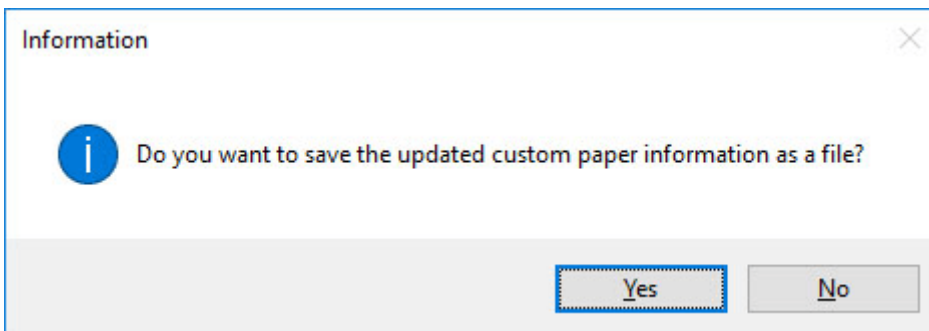 Information
Do you want to save the updated custom paper information as a file?
Yes
No